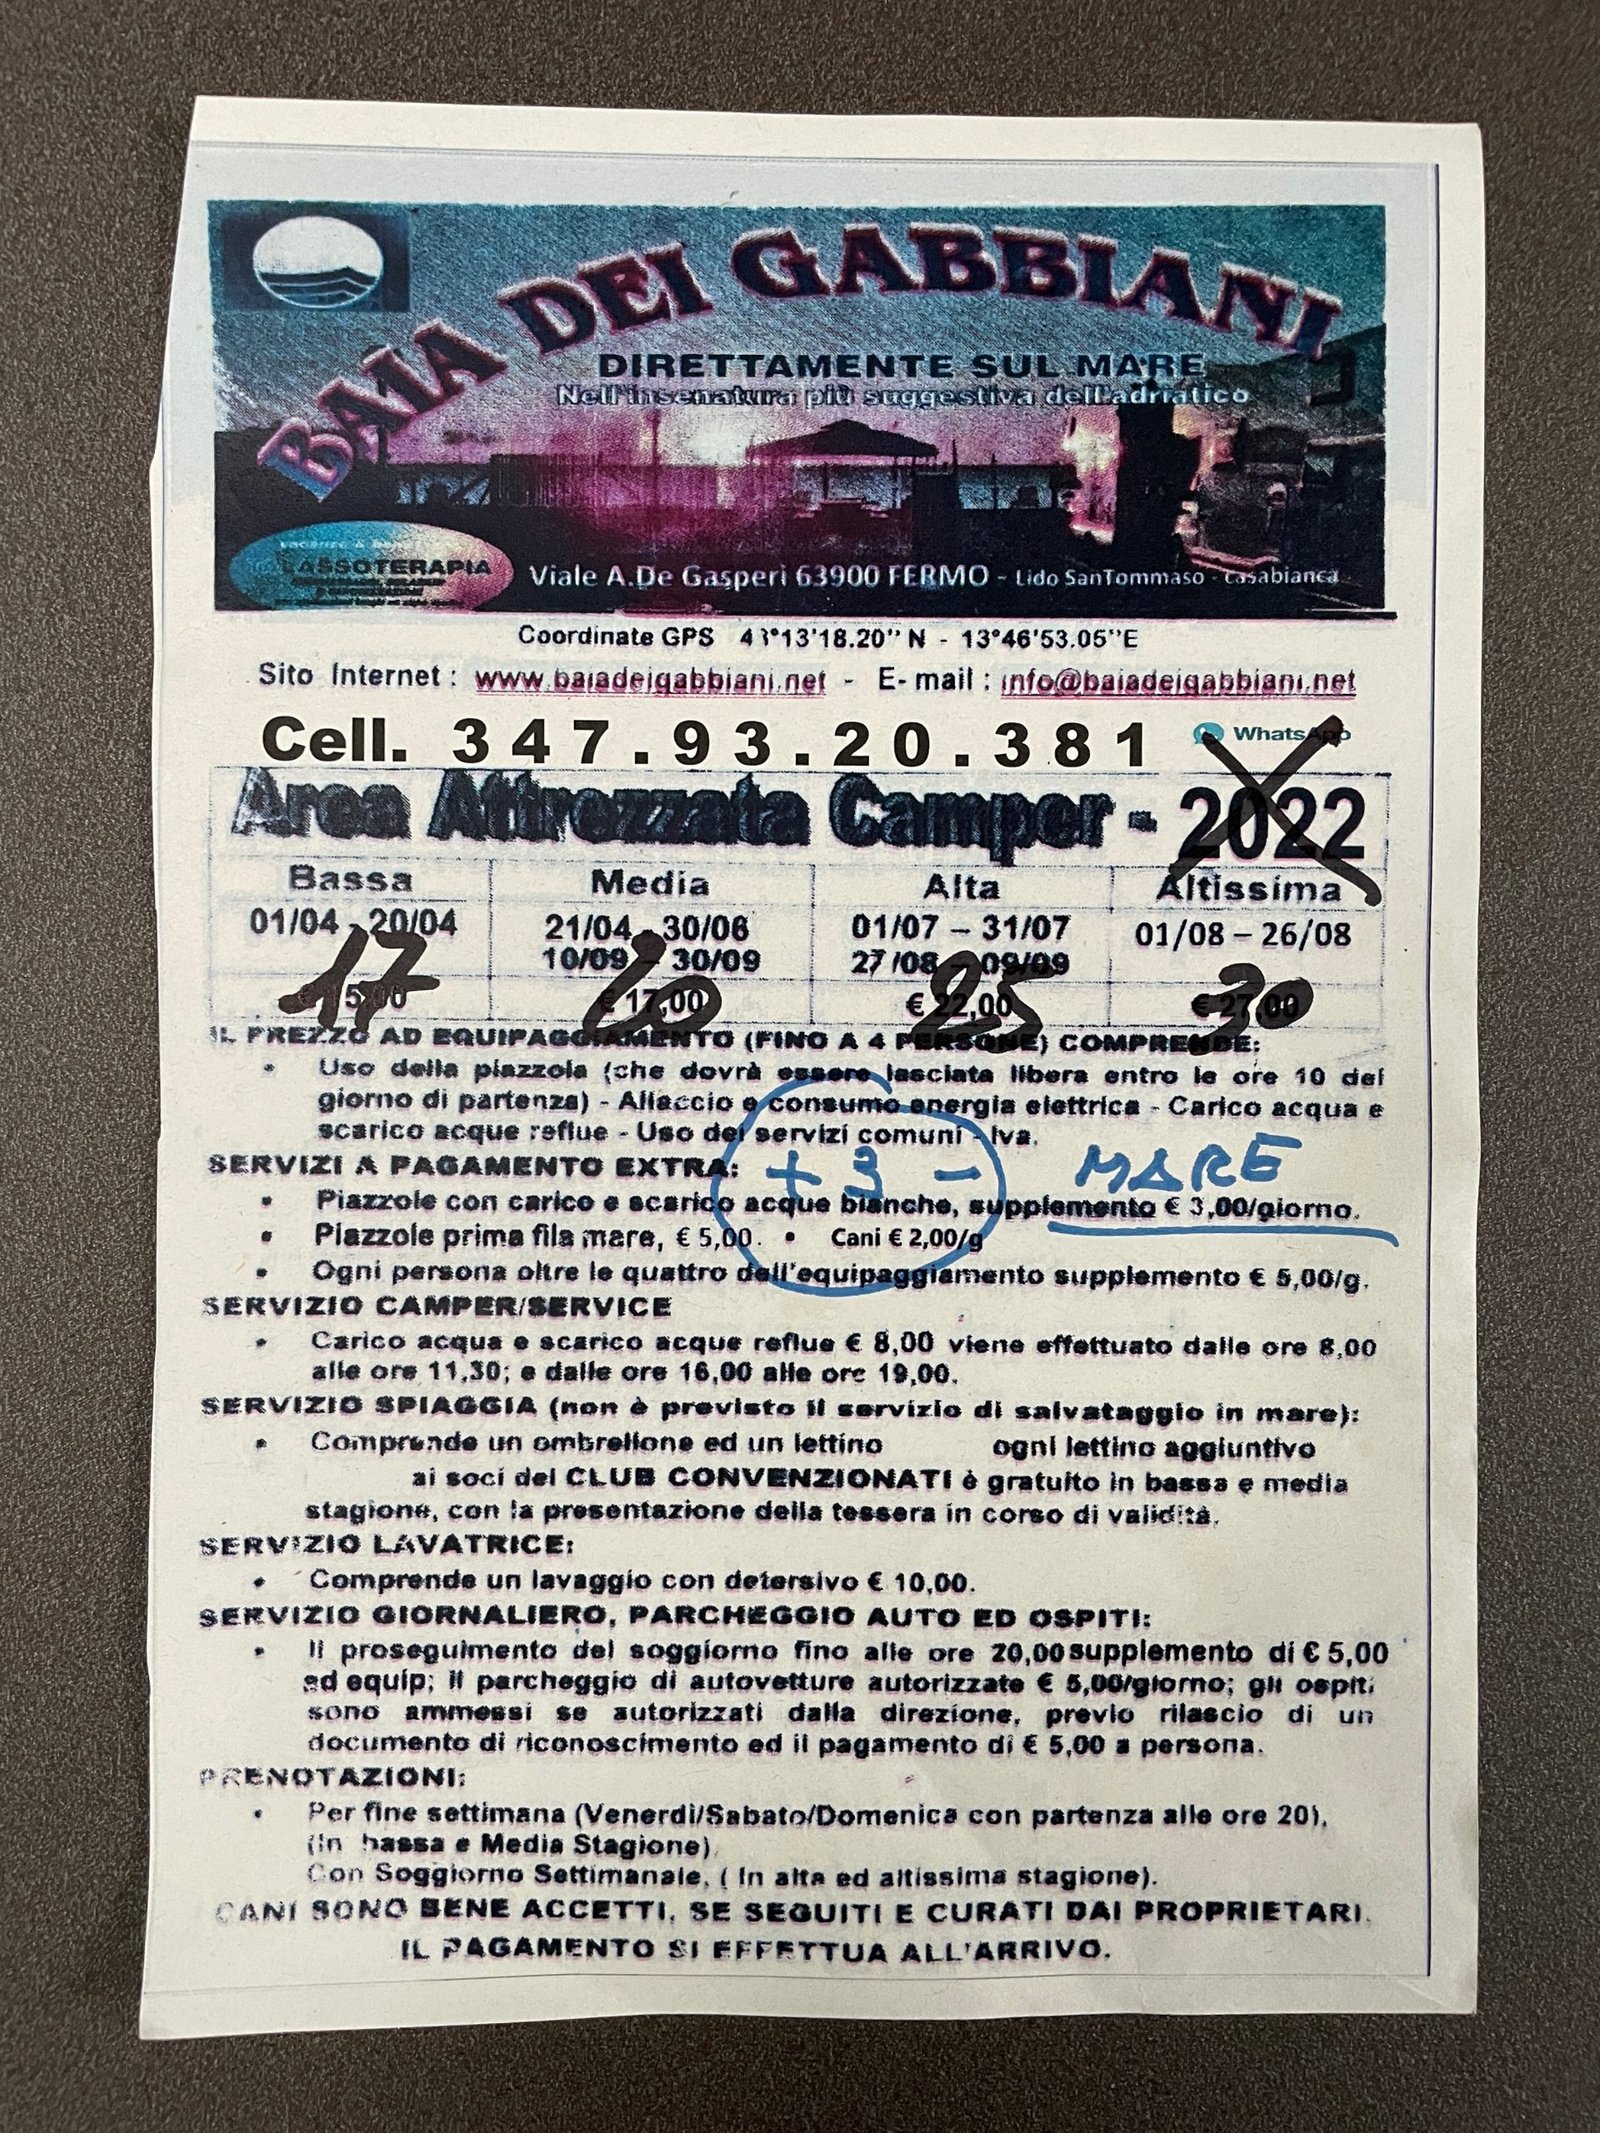 BAIA DEI GABBIANI
DIRETTAMENTE SUL MARE
Nell'insenatura più suggestiva dell'adriatico
Viale A.De Gasperi 63900 FERMO - Lido SanTommaso - casabianca
Coordinate GPS 43°13'18.20'' N - 13°46'53.05''E
Sito Internet : www.baiadeigabbiani.net - E- mail : info@baiadeigabbiani.net
Cell. 347.93.20.381 WhatsApp
Area Attrezzata Camper - 2022
Bassa Media Alta Altissima
01/04 - 20/04 21/04 - 30/06 01/07 – 31/07 01/08 – 26/08
10/09 - 30/09 27/08 - 09/09
17 20 25 30
€ 15,00 € 17,00 € 22,00 € 27,00
IL PREZZO AD EQUIPAGGIAMENTO (FINO A 4 PERSONE) COMPRENDE:
• Uso della piazzola (che dovrà essere lasciata libera entro le ore 10 del
giorno di partenza) - Allaccio e consumo energia elettrica - Carico acqua e
scarico acque reflue - Uso dei servizi comuni - Iva.
SERVIZI A PAGAMENTO EXTRA: + 3 - MARE
• Piazzole con carico e scarico acque bianche, supplemento € 3,00/giorno.
• Piazzole prima fila mare, € 5,00. • Cani € 2,00/g
• Ogni persona oltre le quattro dell'equipaggiamento supplemento € 5,00/g.
SERVIZIO CAMPER/SERVICE
• Carico acqua e scarico acque reflue € 8,00 viene effettuato dalle ore 8,00
alle ore 11,30; e dalle ore 16,00 alle ore 19,00.
SERVIZIO SPIAGGIA (non è previsto il servizio di salvataggio in mare):
• Comprende un ombrellone ed un lettino ogni lettino aggiuntivo
ai soci dei CLUB CONVENZIONATI è gratuito in bassa e media
stagione, con la presentazione della tessera in corso di validità.
SERVIZIO LAVATRICE:
• Comprende un lavaggio con detersivo € 10,00.
SERVIZIO GIORNALIERO, PARCHEGGIO AUTO ED OSPITI:
• Il proseguimento del soggiorno fino alle ore 20,00 supplemento di € 5,00
ad equip; il parcheggio di autovetture autorizzate € 5,00/giorno; gli ospiti
sono ammessi se autorizzati dalla direzione, previo rilascio di un
documento di riconoscimento ed il pagamento di € 5,00 a persona.
PRENOTAZIONI:
• Per fine settimana (Venerdi/Sabato/Domenica con partenza alle ore 20),
(In bassa e Media Stagione)
Con Soggiorno Settimanale, ( In alta ed altissima stagione).
CANI SONO BENE ACCETTI, SE SEGUITI E CURATI DAI PROPRIETARI.
IL PAGAMENTO SI EFFETTUA ALL'ARRIVO.